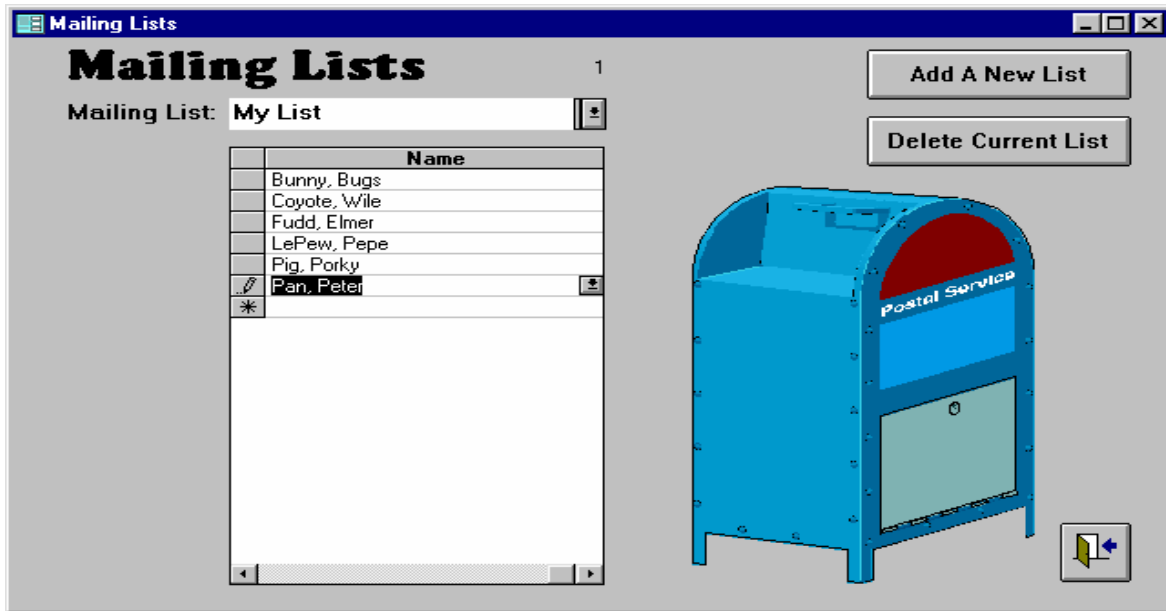 Mailing Lists
Mailing Lists
1
Add A New List
Mailing List: My List
Delete Current List
Name
Bunny, Bugs
Coyote, Wile
Fudd, Elmer
LePew, Pepe
Pig, Porky
Pan, Peter
Postal Service